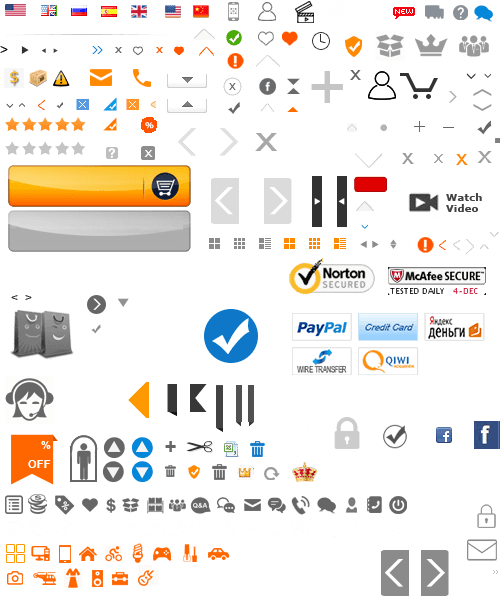 NEW
$
%
Watch
Video
Norton
SECURED
McAfee SECURE
TESTED DAILY 4-DEC
PayPal
Credit Card
Яндекс
деньги
WIRE TRANSFER
QIWI
%
OFF
Q&A